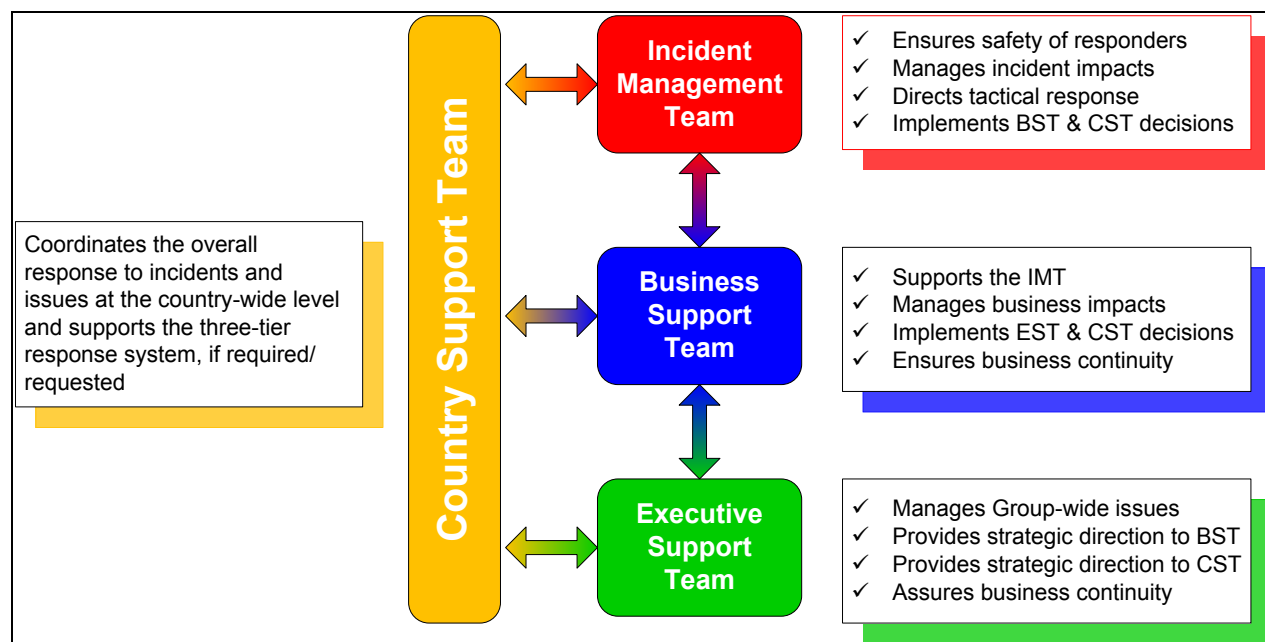 Coordinates the overall
response to incidents and
issues at the country-wide level
and supports the three-tier
response system, if required/
requested
Country Support Team
Incident
Management
Team
✓ Ensures safety of responders
✓ Manages incident impacts
✓ Directs tactical response
✓ Implements BST & CST decisions
Business
Support
Team
✓ Supports the IMT
✓ Manages business impacts
✓ Implements EST & CST decisions
✓ Ensures business continuity
Executive
Support
Team
✓ Manages Group-wide issues
✓ Provides strategic direction to BST
✓ Provides strategic direction to CST
✓ Assures business continuity